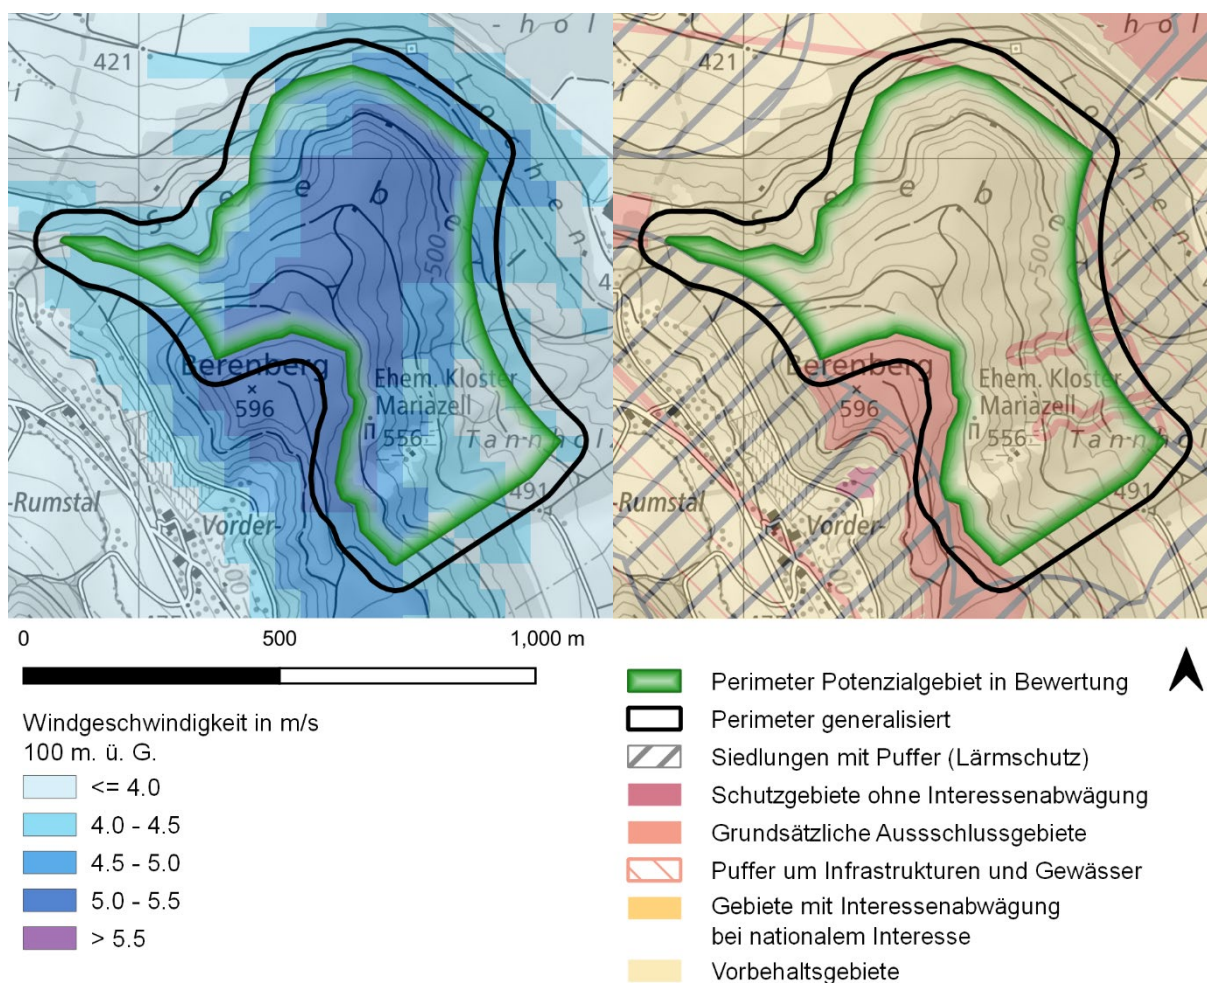 421
- h o l
500
Berenberg
596
Ehem. Kloster
Mariazell
556
T a n n h o l
491
-Rumstal
Vorder-
500
- h o l
421
500
Berenberg
596
Ehem. Kloster
Mariazell
556
T a n n h o l
491
-Rumstal
Vorder-
500
0 500 1,000 m
Windgeschwindigkeit in m/s
100 m. ü. G.
<= 4.0
4.0 - 4.5
4.5 - 5.0
5.0 - 5.5
> 5.5
Perimeter Potenzialgebiet in Bewertung
Perimeter generalisiert
Siedlungen mit Puffer (Lärmschutz)
Schutzgebiete ohne Interessenabwägung
Grundsätzliche Aussschlussgebiete
Puffer um Infrastrukturen und Gewässer
Gebiete mit Interessenabwägung
bei nationalem Interesse
Vorbehaltsgebiete